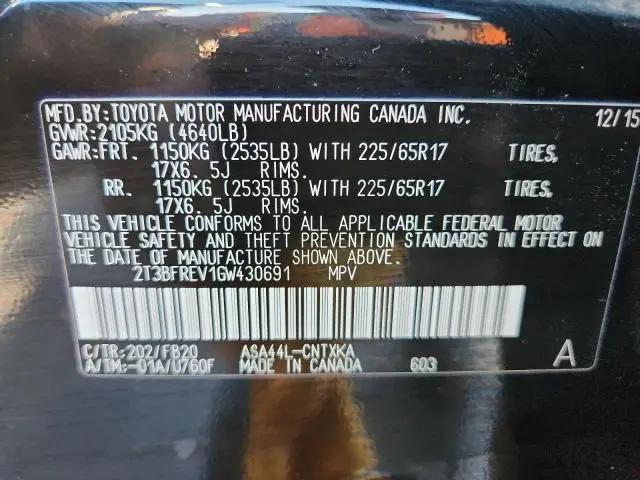 MFD.BY:TOYOTA MOTOR MANUFACTURING CANADA INC. 12/15
GVWR:2105KG (4640LB)
GAWR:FRT. 1150KG (2535LB) WITH 225/65R17 TIRES,
17X6. 5J RIMS.
RR. 1150KG (2535LB) WITH 225/65R17 TIRES,
17X6. 5J RIMS.
THIS VEHICLE CONFORMS TO ALL APPLICABLE FEDERAL MOTOR
VEHICLE SAFETY AND THEFT PREVENTION STANDARDS IN EFFECT ON
THE DATE OF MANUFACTURE SHOWN ABOVE.
2T3BFREV1GW430691 MPV
C/TR:202/FB20 ASA44L-CNTXKA A
A/TM:-01A/U760F MADE IN CANADA 603